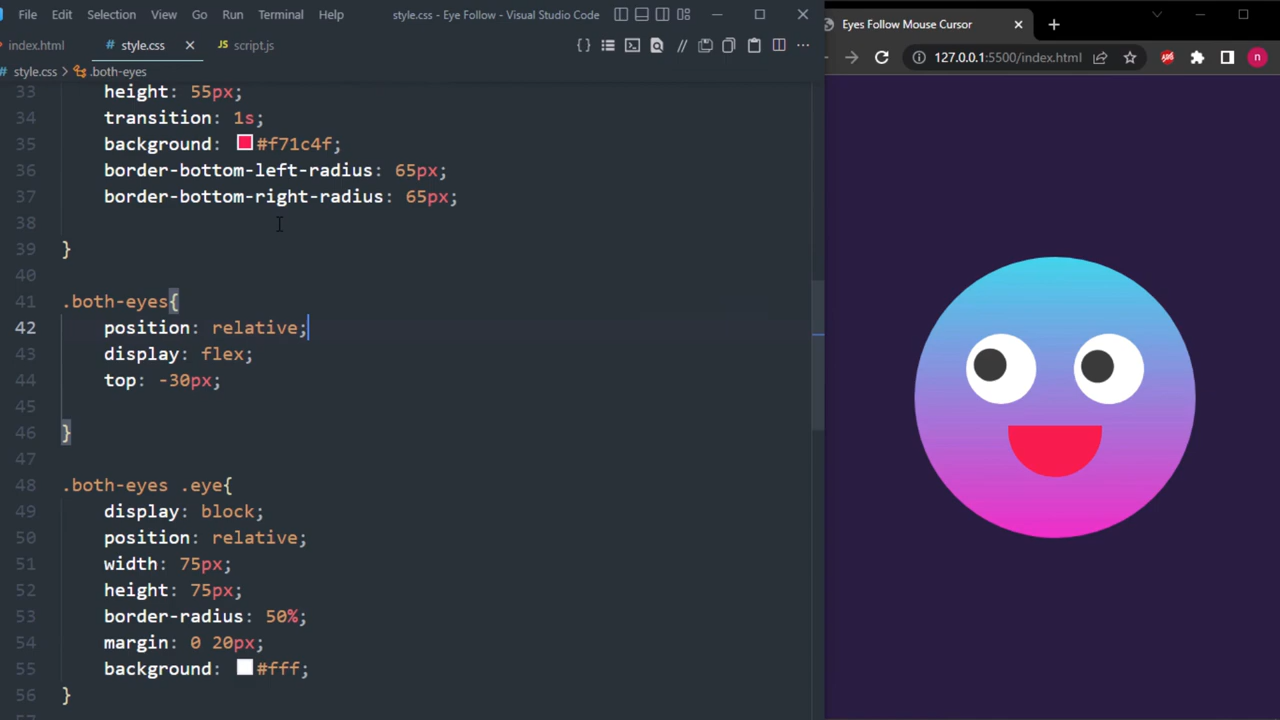 File Edit Selection View Go Run Terminal Help style.css - Eye Follow - Visual Studio Code
Eyes Follow Mouse Cursor
index.html # style.css JS script.js
127.0.0.1:5500/index.html ABP n
# style.css > .both-eyes
33 height: 55px;
34 transition: 1s;
35 background: #f71c4f;
36 border-bottom-left-radius: 65px;
37 border-bottom-right-radius: 65px;
38
39 }
40
41 .both-eyes{
42 position: relative;
43 display: flex;
44 top: -30px;
45
46 }
47
48 .both-eyes .eye{
49 display: block;
50 position: relative;
51 width: 75px;
52 height: 75px;
53 border-radius: 50%;
54 margin: 0 20px;
55 background: #fff;
56 }